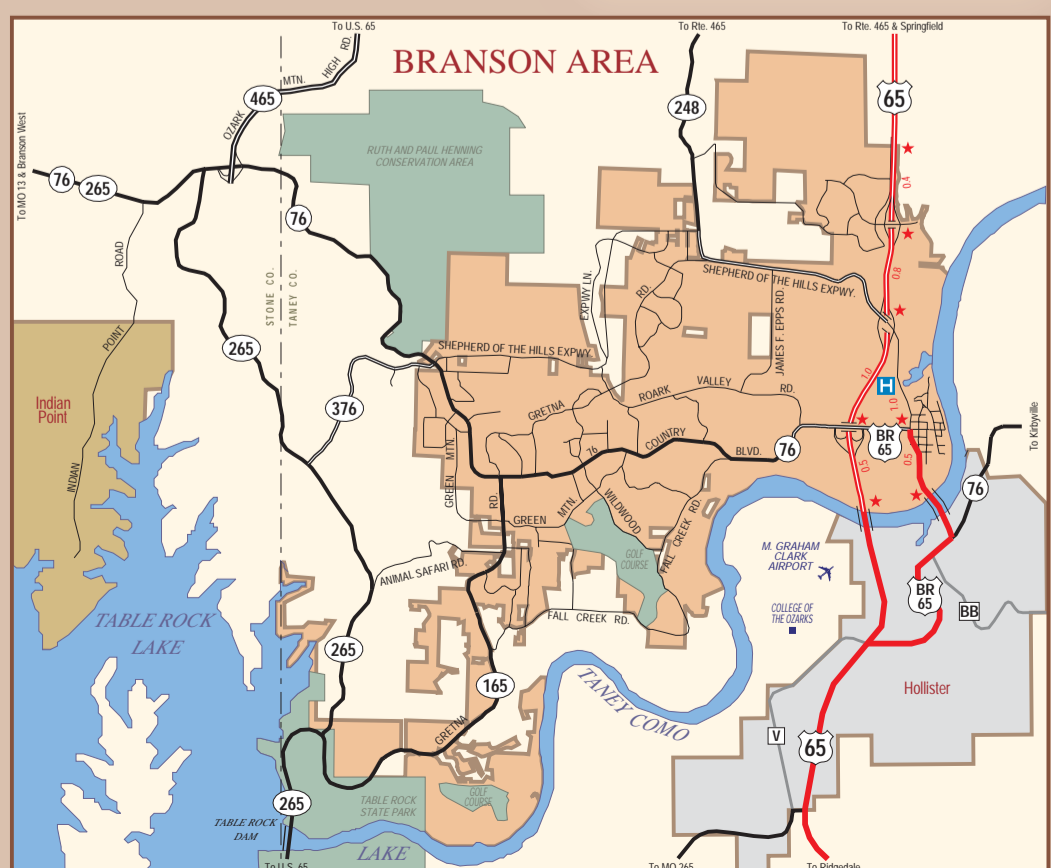 To U.S. 65
To Rte. 465
To Rte. 465 & Springfield
BRANSON AREA
MTN.
HIGH
RD.
465
OZARK
248
65
To MO 13 & Branson West
RUTH AND PAUL HENNING
CONSERVATION AREA
76
265
0.4
76
ROAD
STONE CO.
TANEY CO.
EXPWY LN.
RD.
SHEPHERD OF THE HILLS EXPWY.
0.8
JAMES F. EPPS RD.
POINT
265
SHEPHERD OF THE HILLS EXPWY.
1.0
H
Indian
Point
376
GRETNA
ROARK
VALLEY
RD.
1.0
To Kirbyville
GREEN
MTN.
76
COUNTRY
BLVD.
76
BR
65
0.5
0.5
INDIAN
RD.
76
GREEN
MTN.
WILDWOOD
FALL CREEK RD.
GOLF
COURSE
M. GRAHAM
CLARK
AIRPORT
ANIMAL SAFARI RD.
BR
65
BB
COLLEGE OF
THE OZARKS
FALL CREEK RD.
TABLE ROCK
LAKE
265
165
TANEY COMO
Hollister
GRETNA
V
65
GOLF
COURSE
265
TABLE ROCK
STATE PARK
TABLE ROCK
DAM
LAKE
To U.S. 65
To MO 265
To Ridgedale